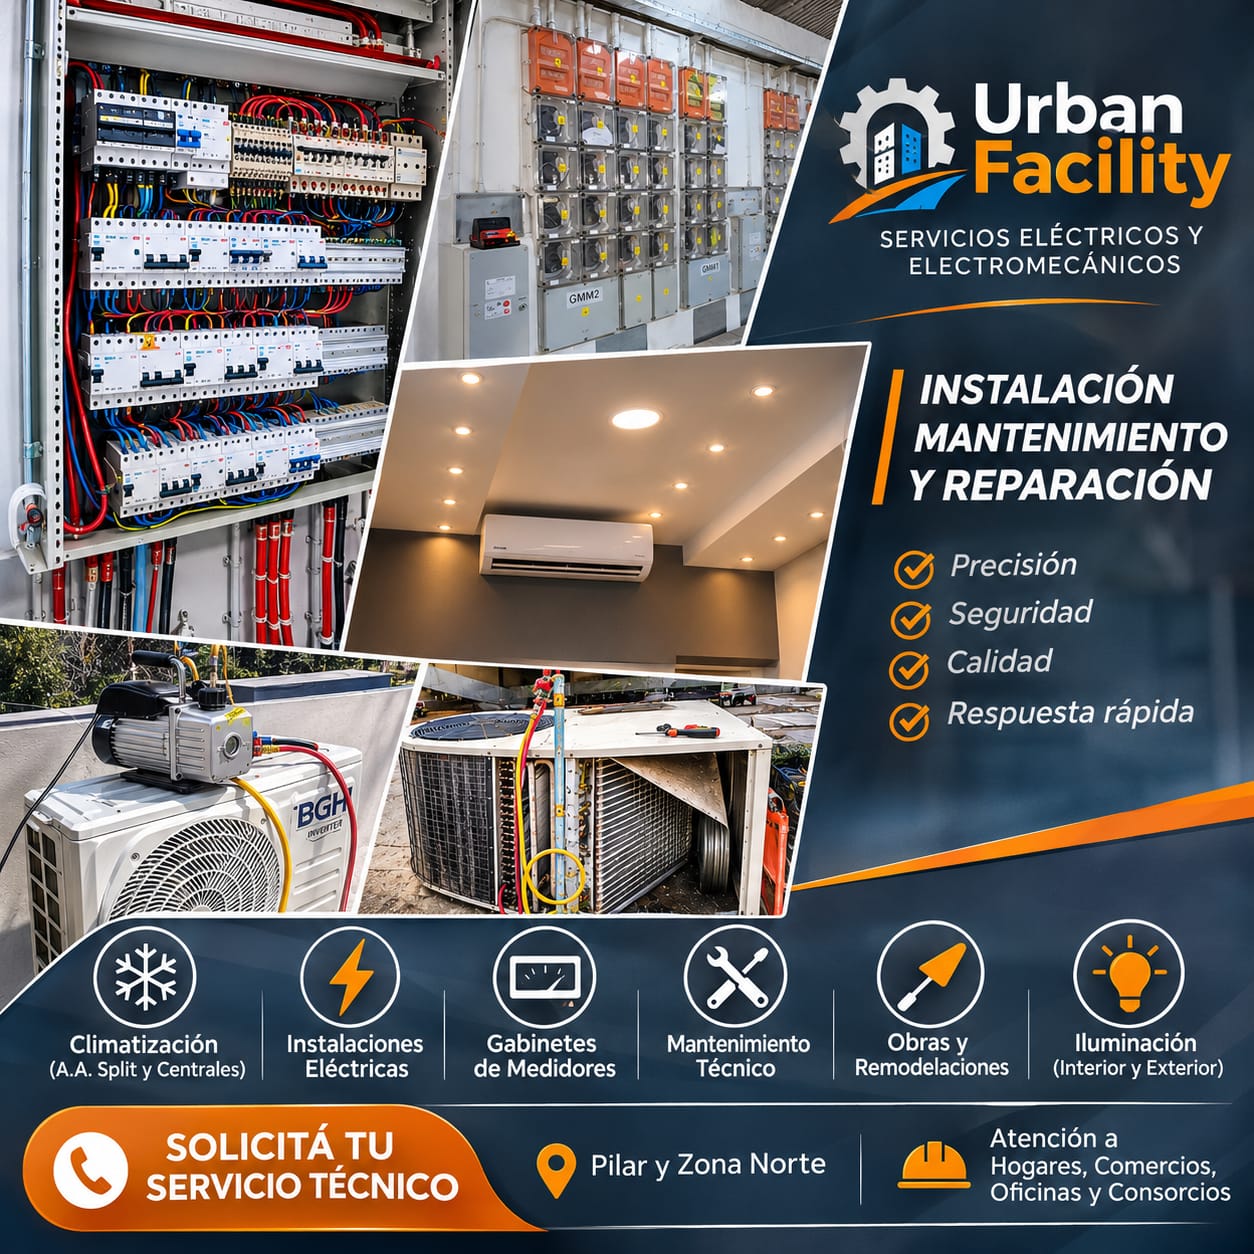 Urban
Facility
SERVICIOS ELÉCTRICOS Y
ELECTROMECÁNICOS
INSTALACIÓN
MANTENIMIENTO
Y REPARACIÓN
Precisión
Seguridad
Calidad
Respuesta rápida
GMM2
GMM1
BGH
INVERTER
Climatización
(A.A. Split y Centrales)
Instalaciones
Eléctricas
Gabinetes
de Medidores
Mantenimiento
Técnico
Obras y
Remodelaciones
Iluminación
(Interior y Exterior)
SOLICITÁ TU
SERVICIO TÉCNICO
Pilar y Zona Norte
Atención a
Hogares, Comercios,
Oficinas y Consorcios